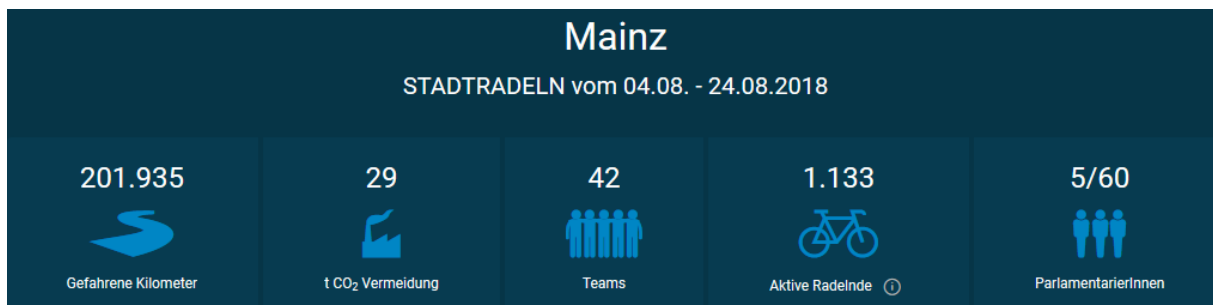 Mainz
STADTRADELN vom 04.08. - 24.08.2018
201.935
29
42
1.133
5/60
Gefahrene Kilometer
t CO₂ Vermeidung
Teams
Aktive Radelnde
ParlamentarierInnen